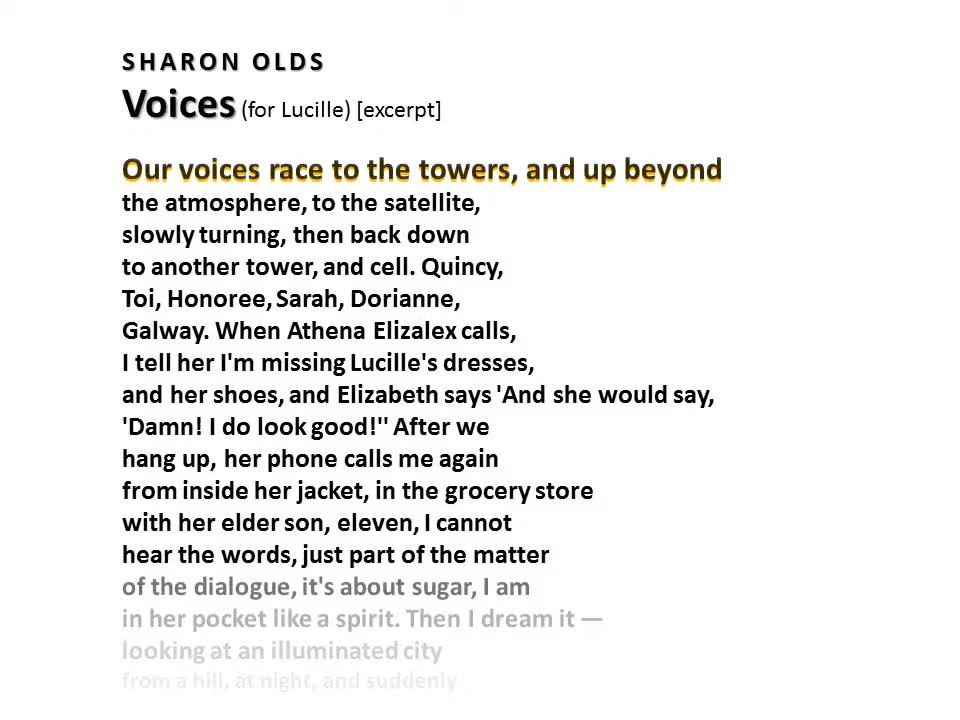 SHARON OLDS
Voices (for Lucille) [excerpt]
Our voices race to the towers, and up beyond
the atmosphere, to the satellite,
slowly turning, then back down
to another tower, and cell. Quincy,
Toi, Honoree, Sarah, Dorianne,
Galway. When Athena Elizalex calls,
I tell her I'm missing Lucille's dresses,
and her shoes, and Elizabeth says 'And she would say,
'Damn! I do look good!'' After we
hang up, her phone calls me again
from inside her jacket, in the grocery store
with her elder son, eleven, I cannot
hear the words, just part of the matter
of the dialogue, it's about sugar, I am
in her pocket like a spirit. Then I dream it —
looking at an illuminated city
from a hill, at night, and suddenly